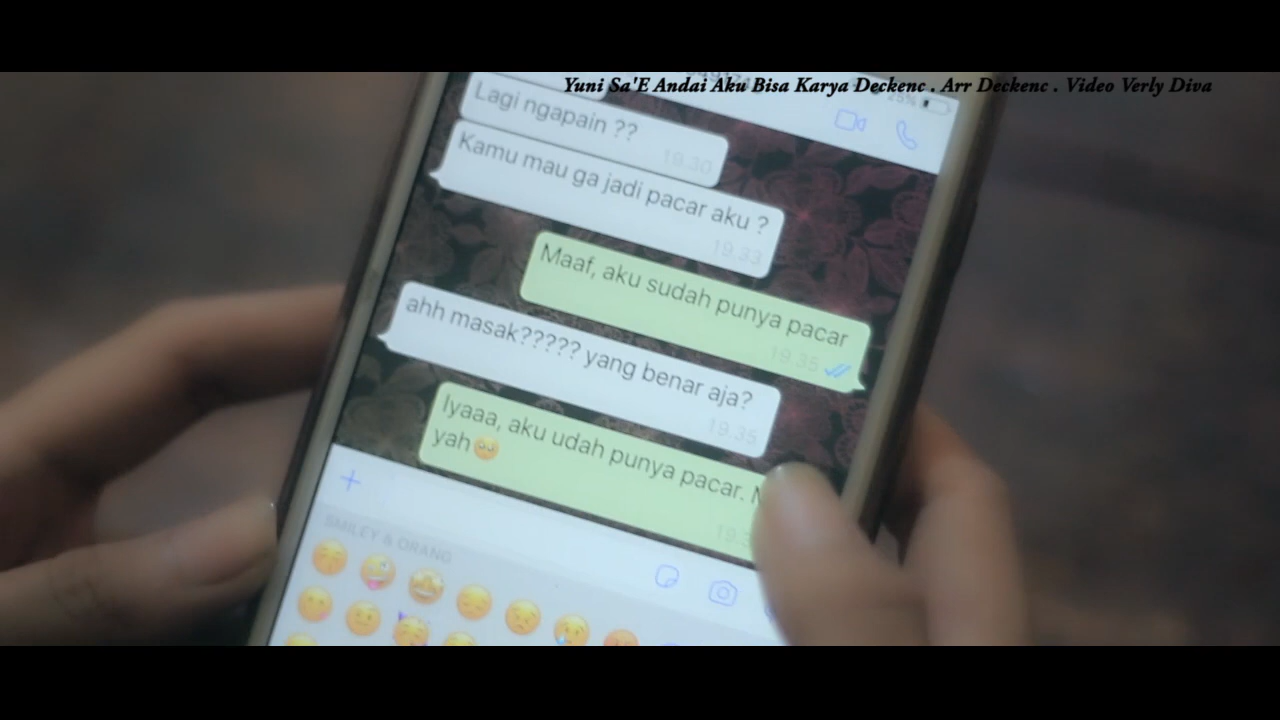 Yuni Sa'E Andai Aku Bisa Karya Deckenc . Arr Deckenc . Video Verly Diva
25%
Lagi ngapain ??
19.30
Kamu mau ga jadi pacar aku ?
19.33
Maaf, aku sudah punya pacar
19.35
ahh masak????? yang benar aja?
19.35
Iyaaa, aku udah punya pacar.
yah🥺
SMILEY & ORANG